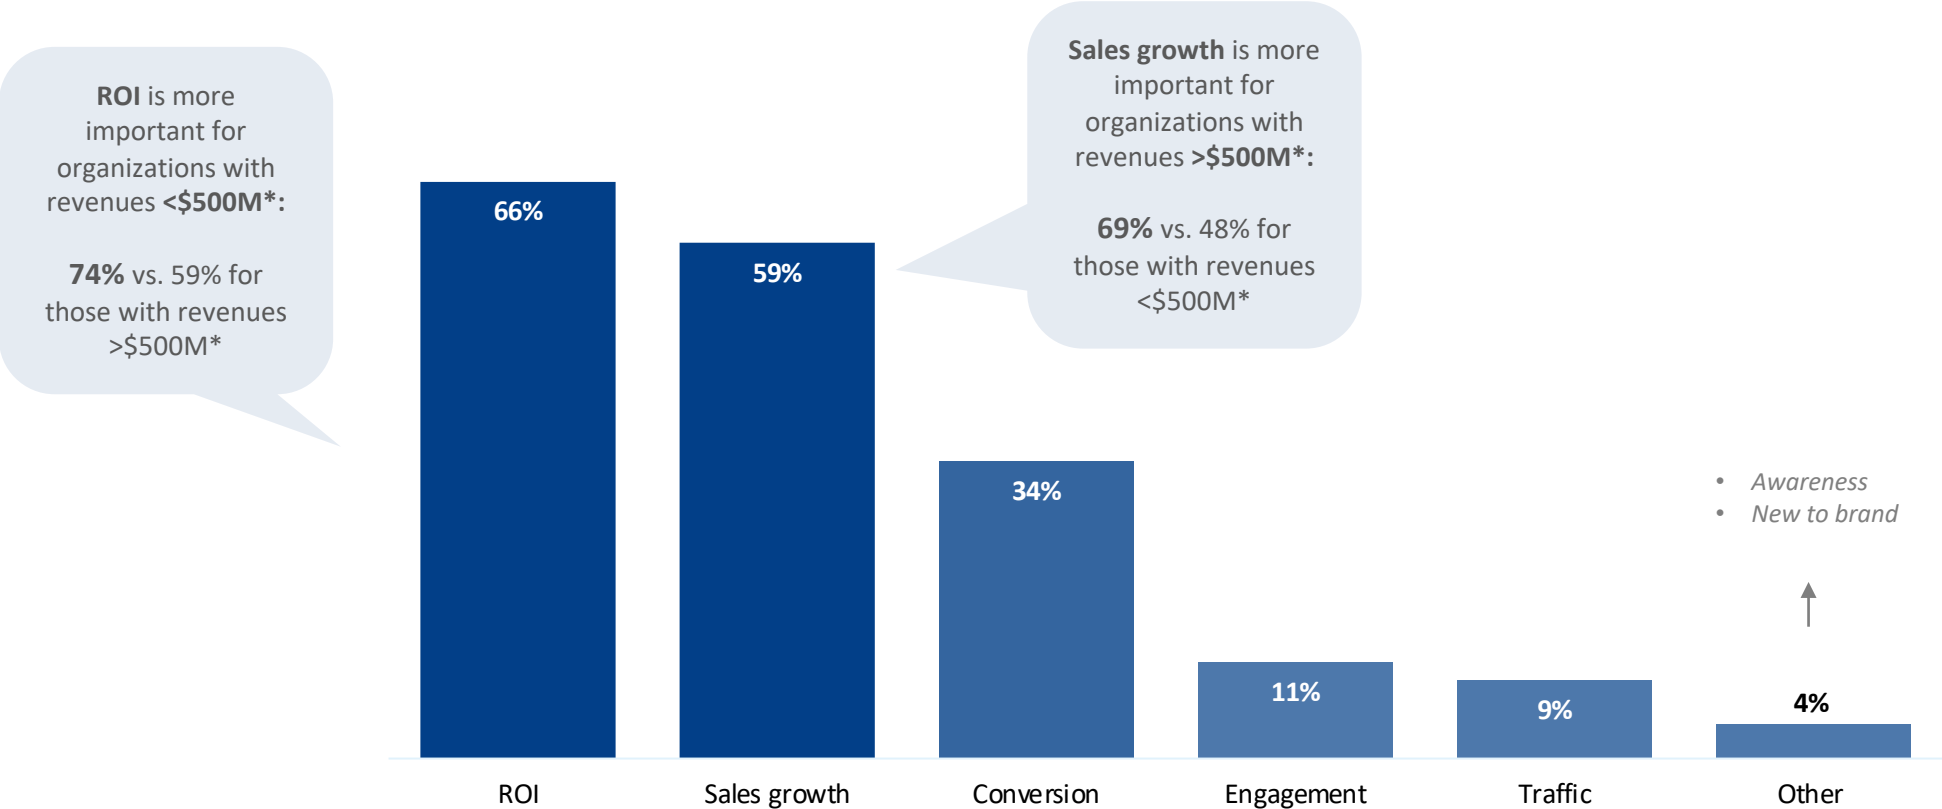 ROI is more
important for
organizations with
revenues <$500M*:
74% vs. 59% for
those with revenues
>$500M*
Sales growth is more
important for
organizations with
revenues >$500M*:
69% vs. 48% for
those with revenues
<$500M*
66%
59%
34%
11%
9%
4%
• Awareness
• New to brand
ROI
Sales growth
Conversion
Engagement
Traffic
Other